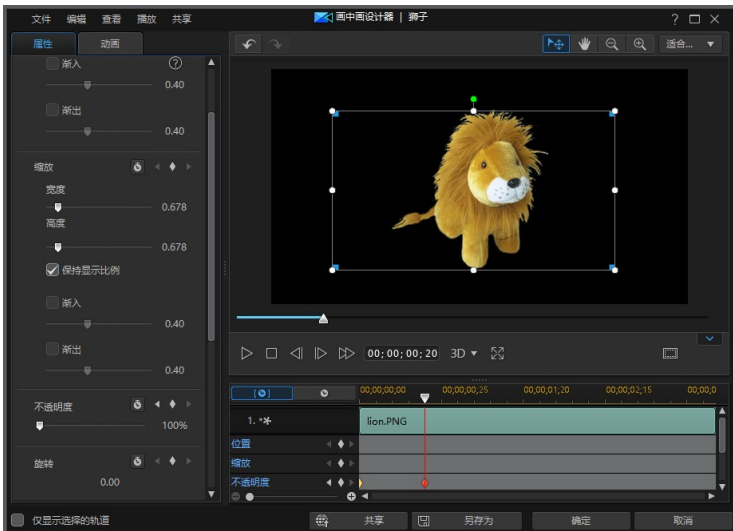 文件 编辑 查看 播放 共享
画中画设计器 | 狮子
?
属性 动画
适合...
渐入
?
0.40
渐出
0.40
缩放
宽度
0.678
高度
0.678
保持显示比例
渐入
0.40
渐出
0.40
不透明度
100%
旋转
0.00
00;00;00;20 3D
00;00;00;00 00;00;00;25 00;00;01;20 00;00;02;15 00;00;0
1. lion.PNG
位置
缩放
不透明度
仅显示选择的轨道
共享 另存为 确定 取消